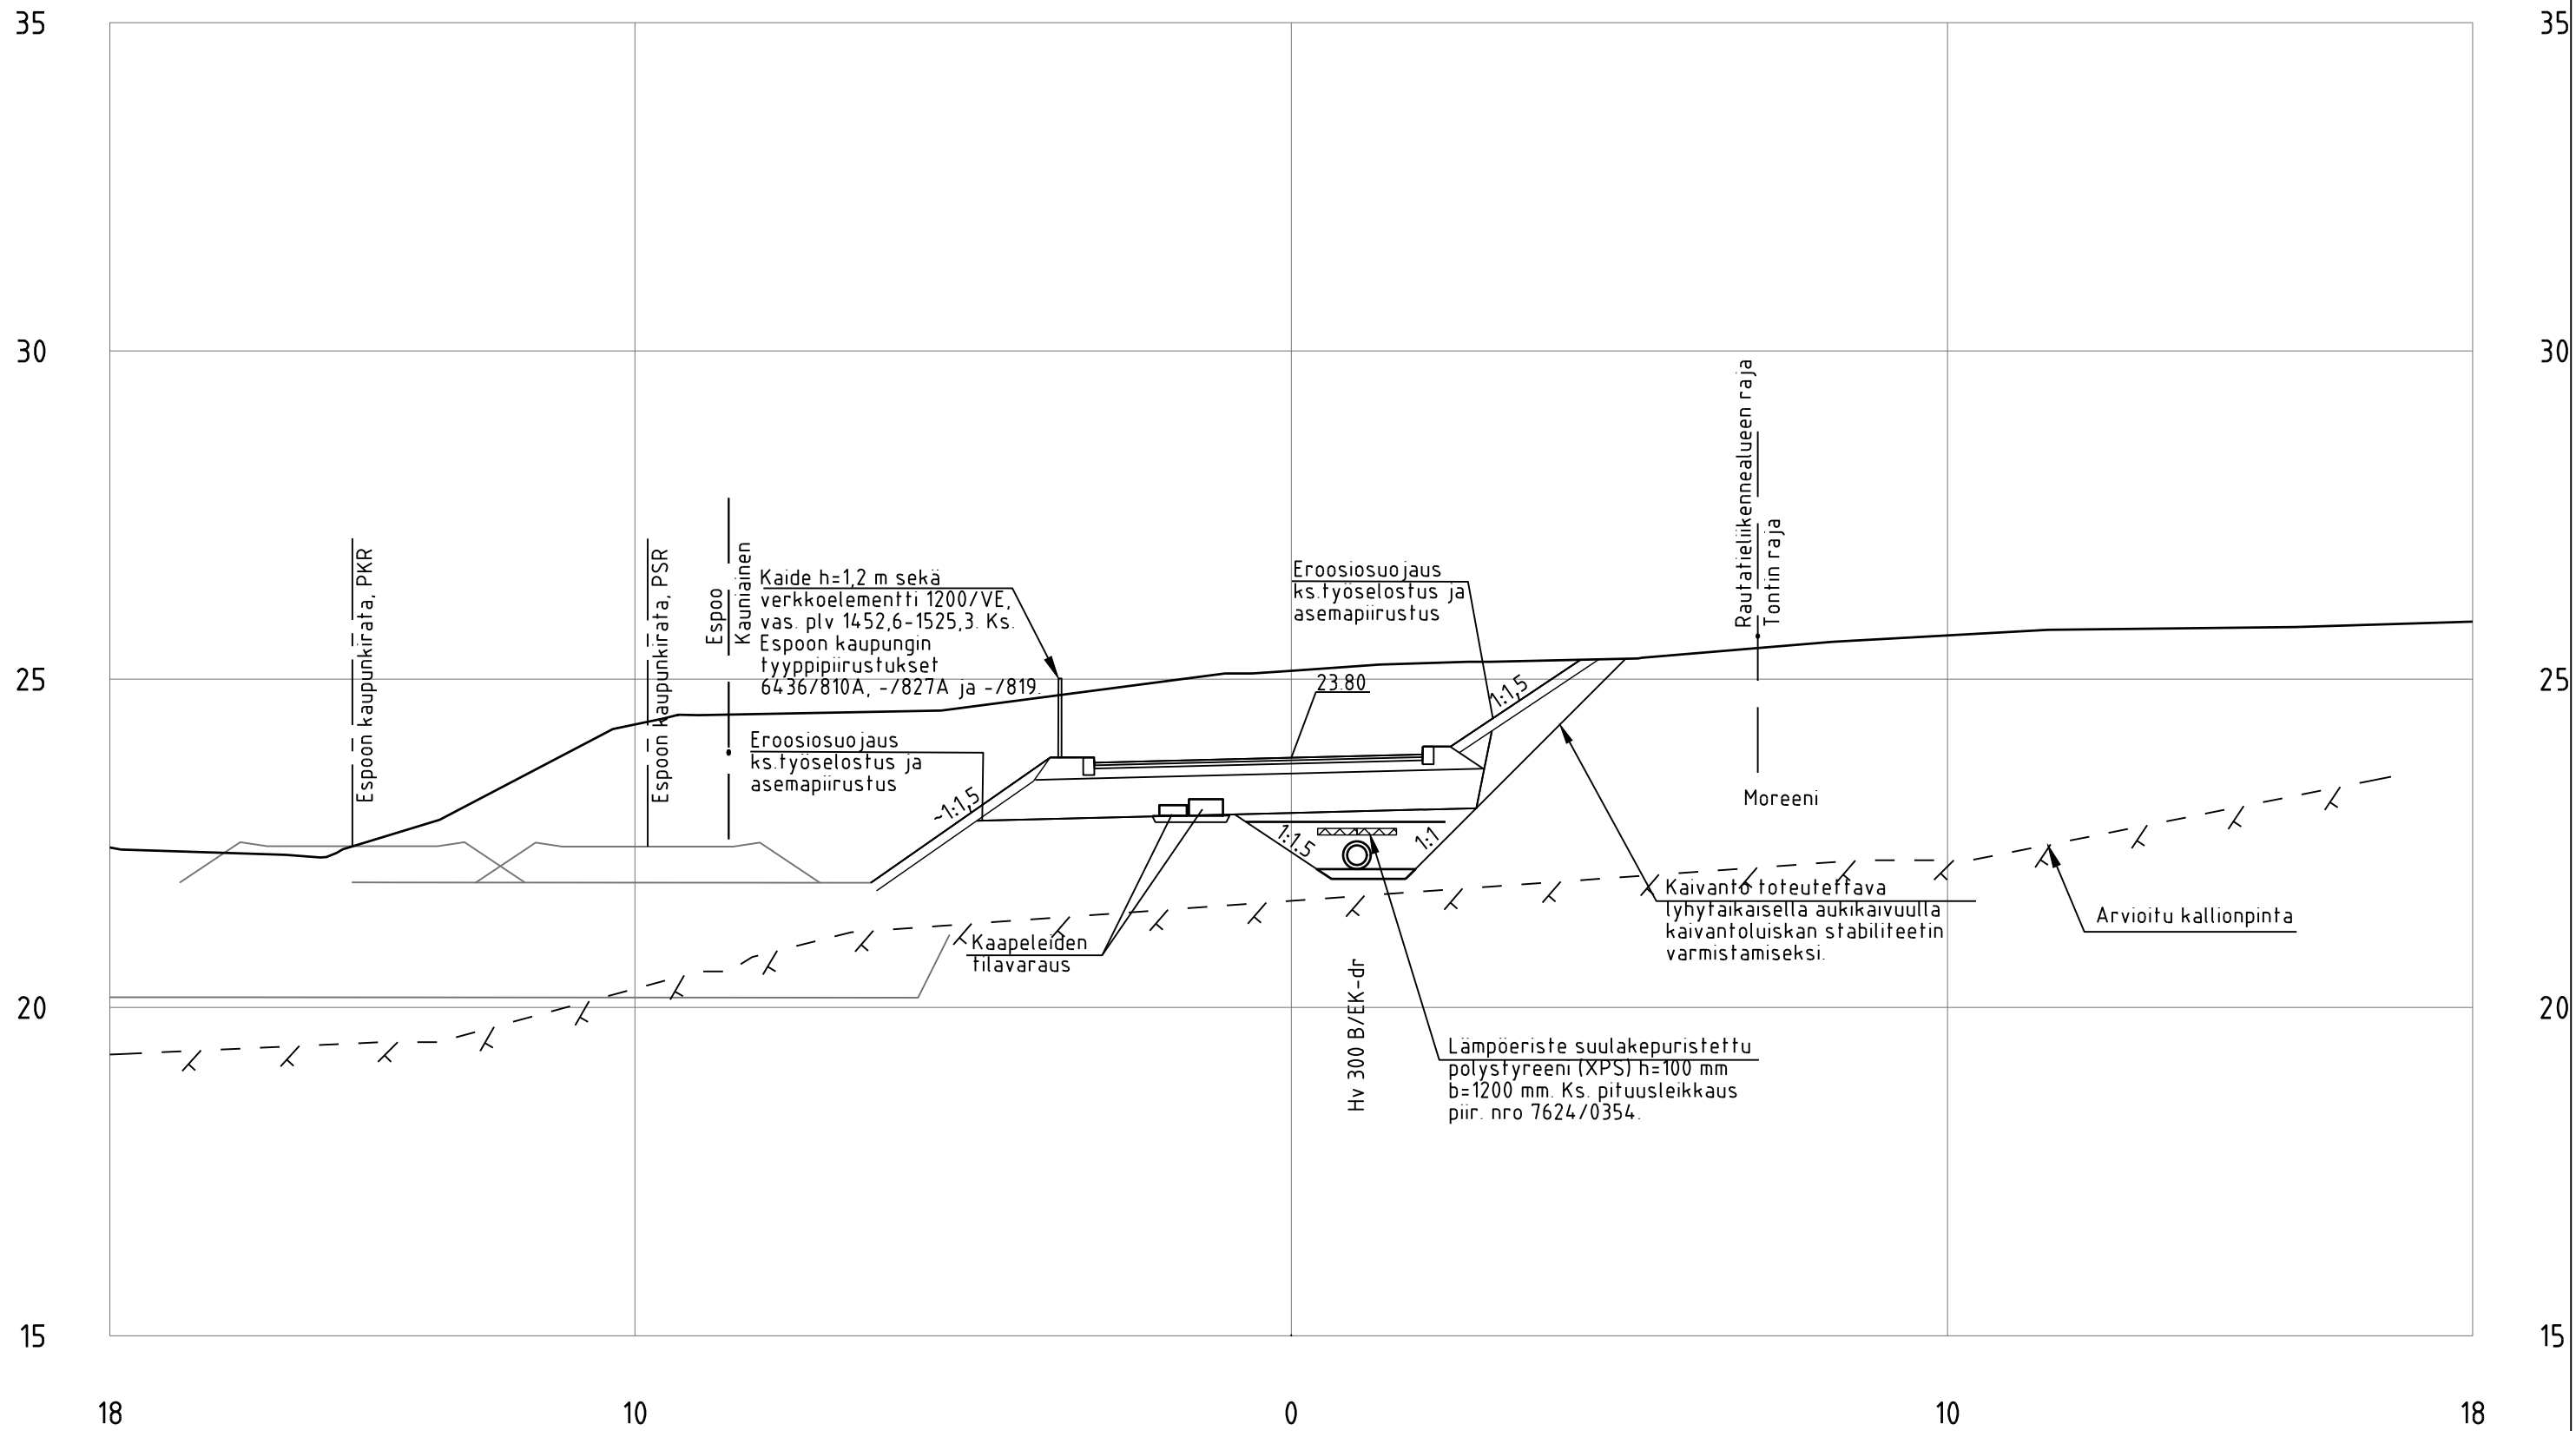 35
35
30
30
Rautatieliikennealueen raja
Tontin raja
Espoon kaupunkirata, PKR
Espoon kaupunkirata, PSR
Espoo
Kauniainen
Kaide h=1,2 m sekä
verkkoelementti 1200/VE,
vas. plv 1452,6-1525,3. Ks.
Espoon kaupungin
tyyppipiirustukset
6436/810A, -/827A ja -/819.
Eroosiosuojaus
ks.työselostus ja
asemapiirustus
25
25
23.80
1:1,5
Eroosiosuojaus
ks.työselostus ja
asemapiirustus
~1:1,5
Moreeni
1:1.5
1:1
Kaapeleiden
tilavaraus
Kaivanto toteutettava
lyhytaikaisella aukikaivuulla
kaivantoluiskan stabiliteetin
varmistamiseksi.
Arvioitu kallionpinta
20
20
Hv 300 B/EK-dr
Lämpöeriste suulakepuristettu
polystyreeni (XPS) h=100 mm
b=1200 mm. Ks. pituusleikkaus
piir. nro 7624/0354.
15
15
18
10
0
10
18